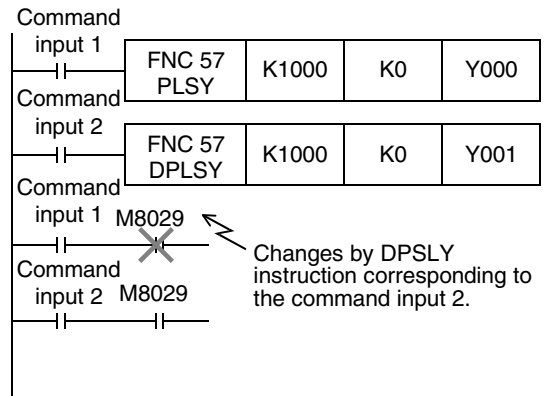 Command
input 1
FNC 57
PLSY
K1000
K0
Y000
Command
input 2
FNC 57
DPLSY
K1000
K0
Y001
Command
input 1
M8029
Changes by DPSLY
instruction corresponding to
the command input 2.
Command
input 2
M8029